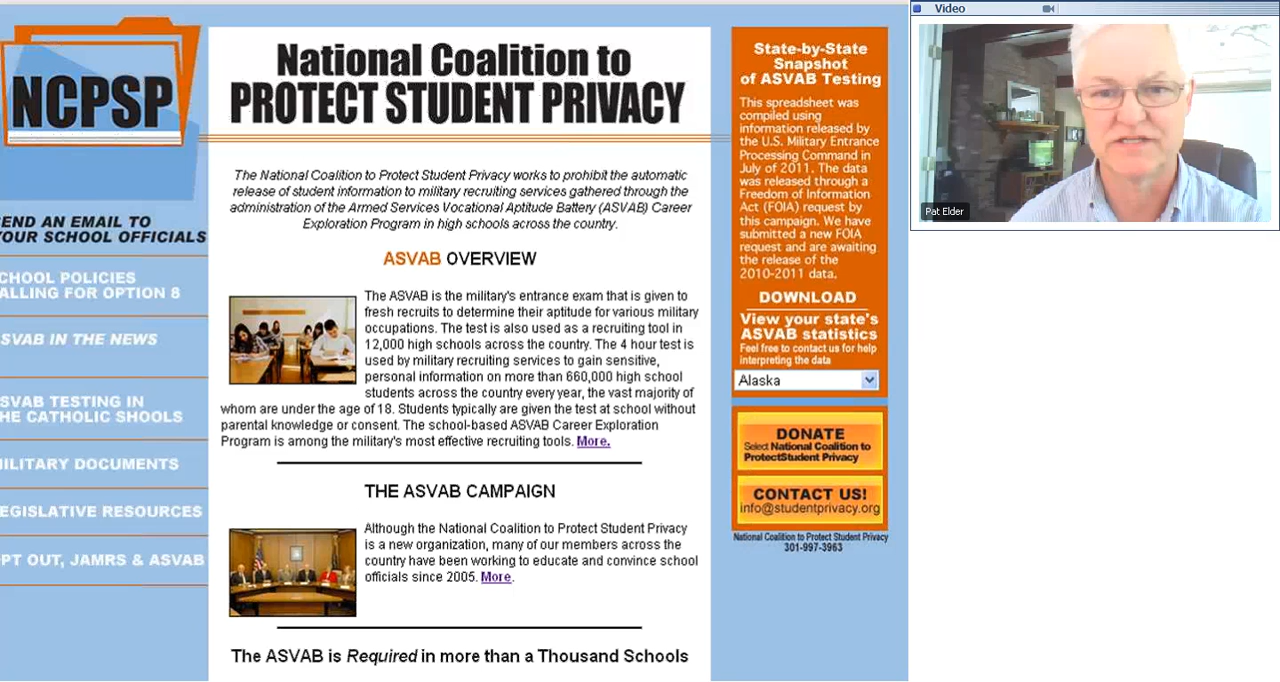 NCPSP
SEND AN EMAIL TO
YOUR SCHOOL OFFICIALS
SCHOOL POLICIES
CALLING FOR OPTION 8
ASVAB IN THE NEWS
ASVAB TESTING IN
THE CATHOLIC SHOOLS
MILITARY DOCUMENTS
LEGISLATIVE RESOURCES
OPT OUT, JAMRS & ASVAB
National Coalition to
PROTECT STUDENT PRIVACY
The National Coalition to Protect Student Privacy works to prohibit the automatic
release of student information to military recruiting services gathered through the
administration of the Armed Services Vocational Aptitude Battery (ASVAB) Career
Exploration Program in high schools across the country.
ASVAB OVERVIEW
The ASVAB is the military's entrance exam that is given to
fresh recruits to determine their aptitude for various military
occupations. The test is also used as a recruiting tool in
12,000 high schools across the country. The 4 hour test is
used by military recruiting services to gain sensitive,
personal information on more than 660,000 high school
students across the country every year, the vast majority of
whom are under the age of 18. Students typically are given the test at school without
parental knowledge or consent. The school-based ASVAB Career Exploration
Program is among the military's most effective recruiting tools. More.
THE ASVAB CAMPAIGN
Although the National Coalition to Protect Student Privacy
is a new organization, many of our members across the
country have been working to educate and convince school
officials since 2005. More.
The ASVAB is Required in more than a Thousand Schools
State-by-State
Snapshot
of ASVAB Testing
This spreadsheet was
compiled using
information released by
the U.S. Military Entrance
Processing Command in
July of 2011. The data
was released through a
Freedom of Information
Act (FOIA) request by
this campaign. We have
submitted a new FOIA
request and are awaiting
the release of the
2010-2011 data.
DOWNLOAD
View your state's
ASVAB statistics
Feel free to contact us for help
interpreting the data
Alaska
DONATE
Select National Coalition to
ProtectStudent Privacy
CONTACT US!
info@studentprivacy.org
National Coalition to Protect Student Privacy
301-997-3963
Video
Pat Elder